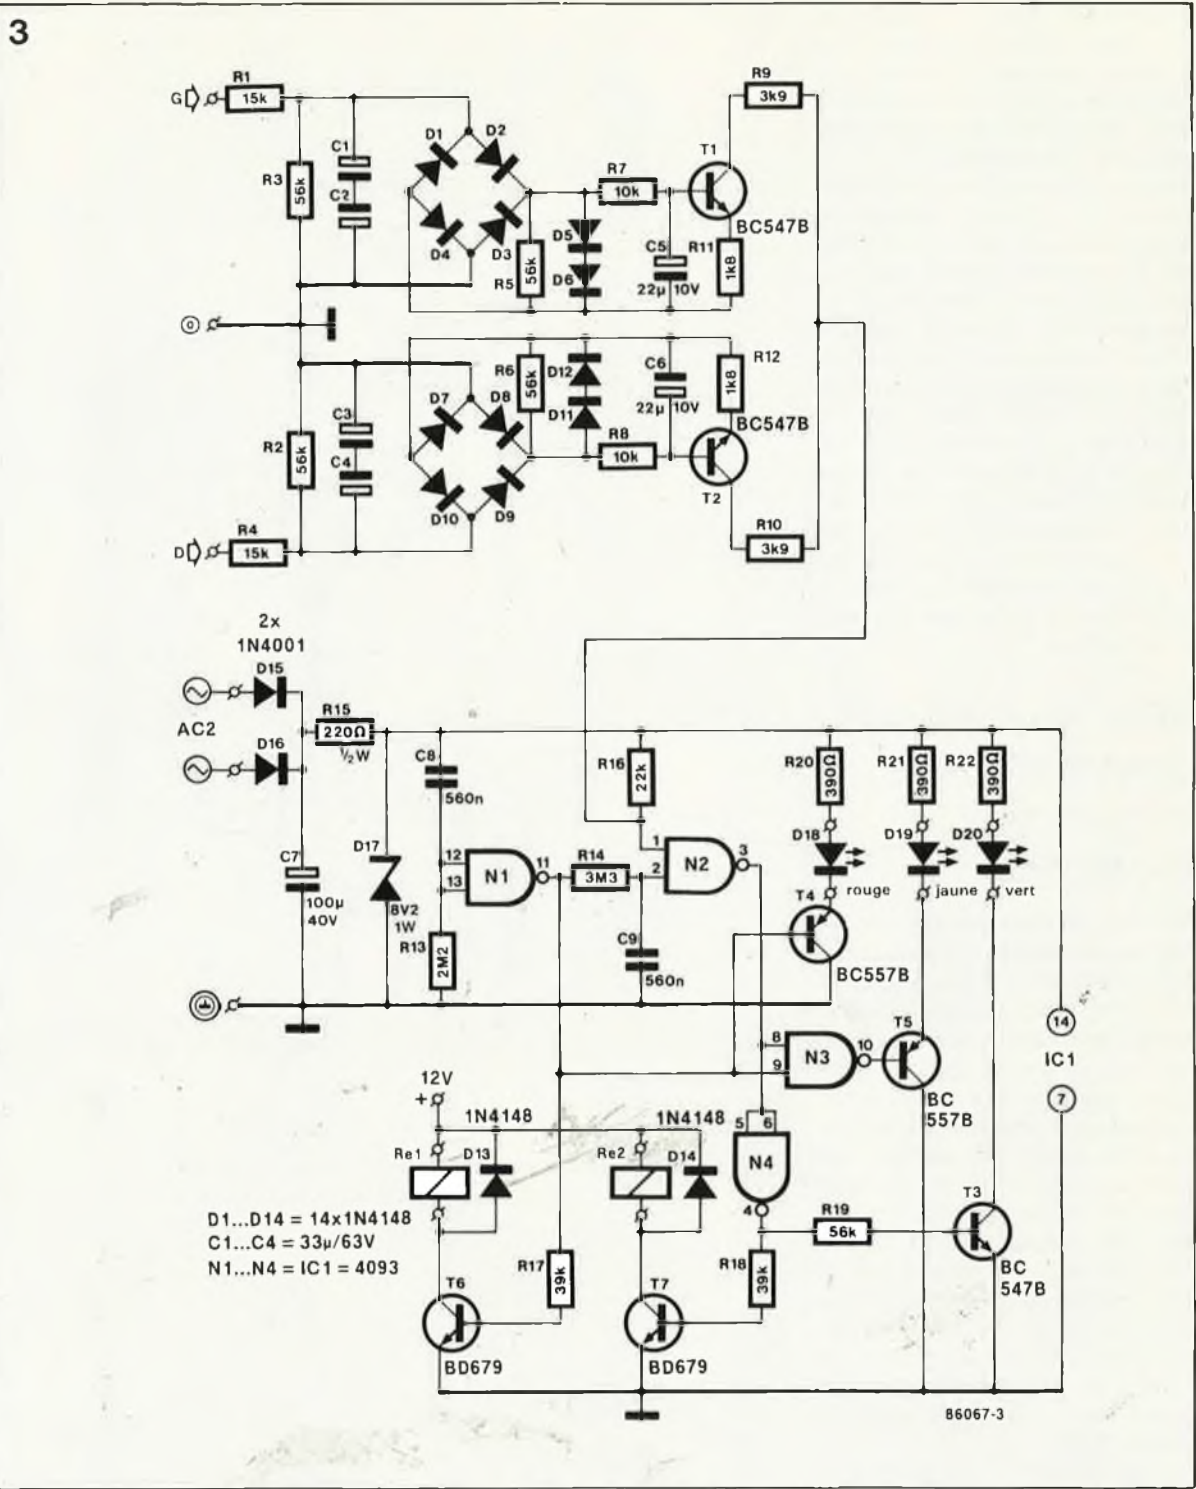 3
R1
15k
G
R3
56k
C1
C2
D1
D2
D4
D3
R5
56k
D5
D6
R7
10k
C5
22µ 10V
T1
BC547B
R11
1k8
R9
3k9
R2
56k
C3
C4
D
R4
15k
D7
D8
D10
D9
R6
56k
D12
D11
R8
10k
C6
22µ 10V
R12
1k8
BC547B
T2
R10
3k9
2x
1N4001
D15
AC2
D16
R15
220Ω
½W
C7
100µ
40V
D17
8V2
1W
C8
560n
R13
2M2
12
13
N1
11
R14
3M3
C9
560n
R16
22k
1
2
N2
3
R20
390Ω
R21
390Ω
R22
390Ω
D18
rouge
D19
jaune
D20
vert
T4
BC557B
8
9
N3
10
T5
BC
557B
14
IC1
7
12V
+
1N4148
Re1
D13
1N4148
Re2
D14
5
6
N4
4
R19
56k
T3
BC
547B
D1...D14 = 14x1N4148
C1...C4 = 33µ/63V
N1...N4 = IC1 = 4093
R17
39k
R18
39k
T6
BD679
T7
BD679
86067-3